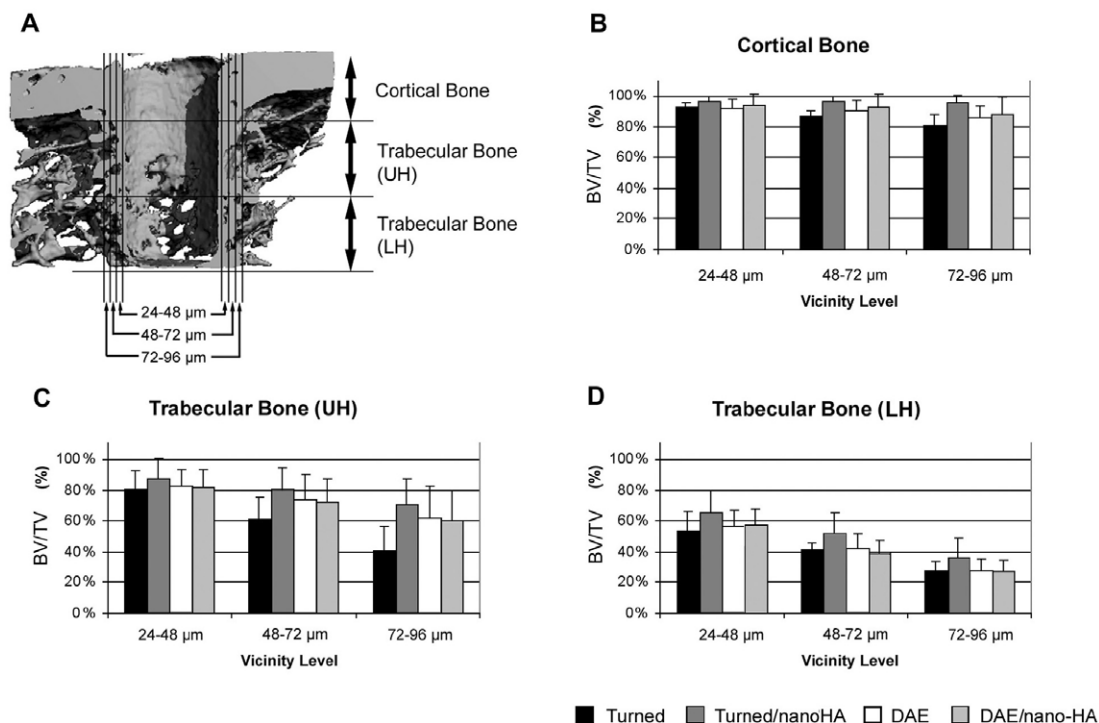 A
Cortical Bone
Trabecular Bone
(UH)
Trabecular Bone
(LH)
24-48 µm
48-72 µm
72-96 µm
B
Cortical Bone
BV/TV (%)
100%
80%
60%
40%
20%
0%
24-48 µm 48-72 µm 72-96 µm
Vicinity Level
C
Trabecular Bone (UH)
BV/TV (%)
100%
80%
60%
40%
20%
0%
24-48 µm 48-72 µm 72-96 µm
Vicinity Level
D
Trabecular Bone (LH)
BV/TV (%)
100%
80%
60%
40%
20%
0%
24-48 µm 48-72 µm 72-96 µm
Vicinity Level
Turned Turned/nanoHA DAE DAE/nano-HA